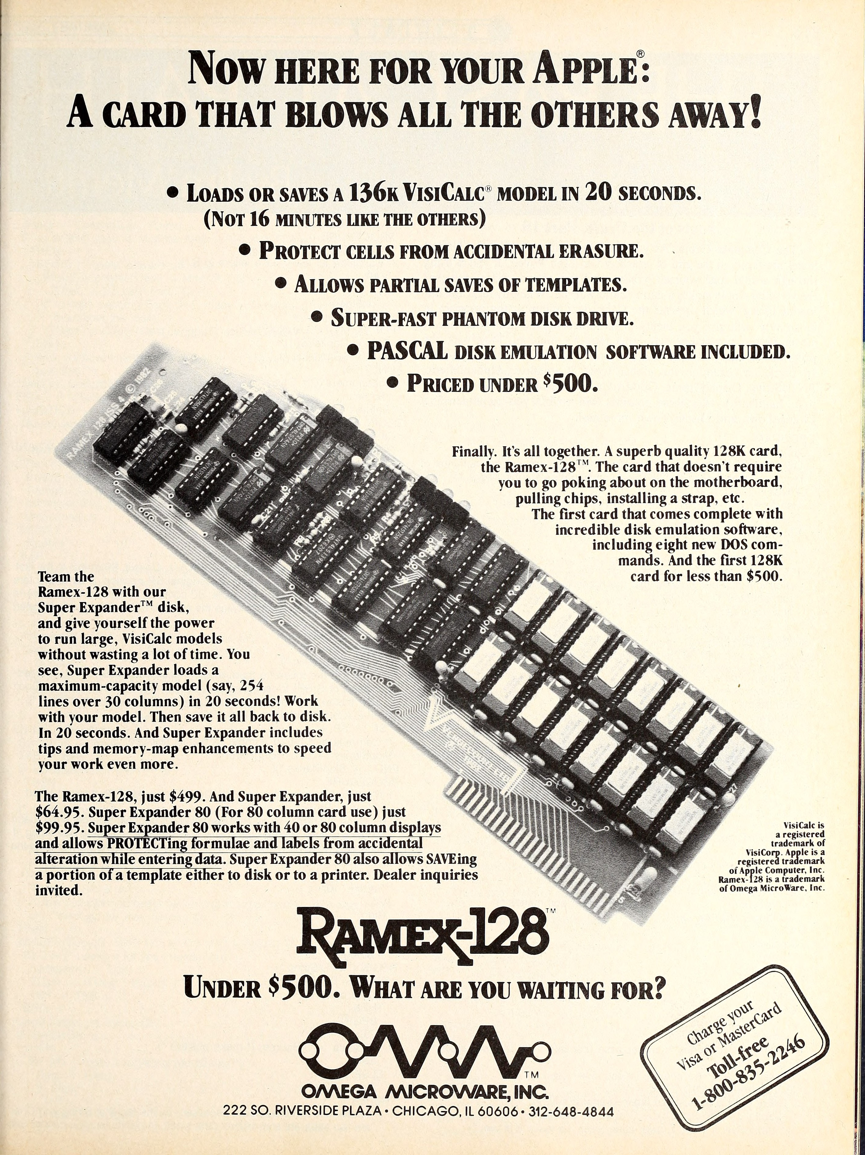 NOW HERE FOR YOUR APPLE®:
A CARD THAT BLOWS ALL THE OTHERS AWAY!
• LOADS OR SAVES A 136K VISICALC® MODEL IN 20 SECONDS.
(NOT 16 MINUTES LIKE THE OTHERS)
• PROTECT CELLS FROM ACCIDENTAL ERASURE.
• ALLOWS PARTIAL SAVES OF TEMPLATES.
• SUPER-FAST PHANTOM DISK DRIVE.
• PASCAL DISK EMULATION SOFTWARE INCLUDED.
• PRICED UNDER $500.
RAMEX 128 ISS 4 © 1982
Finally. It's all together. A superb quality 128K card,
the Ramex-128™. The card that doesn't require
you to go poking about on the motherboard,
pulling chips, installing a strap, etc.
The first card that comes complete with
incredible disk emulation software,
including eight new DOS com-
mands. And the first 128K
card for less than $500.
Team the
Ramex-128 with our
Super Expander™ disk,
and give yourself the power
to run large, VisiCalc models
without wasting a lot of time. You
see, Super Expander loads a
maximum-capacity model (say, 254
lines over 30 columns) in 20 seconds! Work
with your model. Then save it all back to disk.
In 20 seconds. And Super Expander includes
tips and memory-map enhancements to speed
your work even more.
The Ramex-128, just $499. And Super Expander, just
$64.95. Super Expander 80 (For 80 column card use) just
$99.95. Super Expander 80 works with 40 or 80 column displays
and allows PROTECTing formulae and labels from accidental
alteration while entering data. Super Expander 80 also allows SAVEing
a portion of a template either to disk or to a printer. Dealer inquiries
invited.
VisiCalc is
a registered
trademark of
VisiCorp. Apple is a
registered trademark
of Apple Computer, Inc.
Ramex-128 is a trademark
of Omega MicroWare, Inc.
RAMEX-128™
UNDER $500. WHAT ARE YOU WAITING FOR?
Charge your
Visa or MasterCard
Toll-free
1-800-835-2246
TM
OMEGA MICROWARE, INC.
222 SO. RIVERSIDE PLAZA • CHICAGO, IL 60606 • 312-648-4844